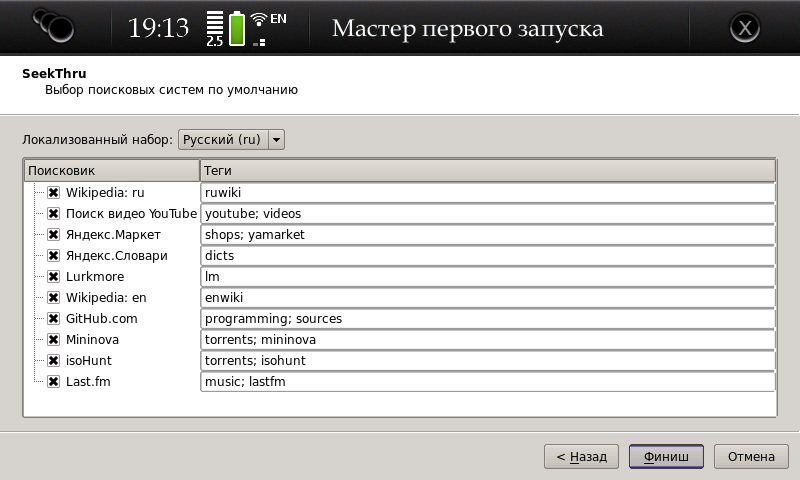 19:13 2.5 EN Мастер первого запуска X
SeekThru
Выбор поисковых систем по умолчанию
Локализованный набор: Русский (ru)
Поисковик Теги
Wikipedia: ru ruwiki
Поиск видео YouTube youtube; videos
Яндекс.Маркет shops; yamarket
Яндекс.Словари dicts
Lurkmore lm
Wikipedia: en enwiki
GitHub.com programming; sources
Mininova torrents; mininova
isoHunt torrents; isohunt
Last.fm music; lastfm
< Назад Финиш Отмена